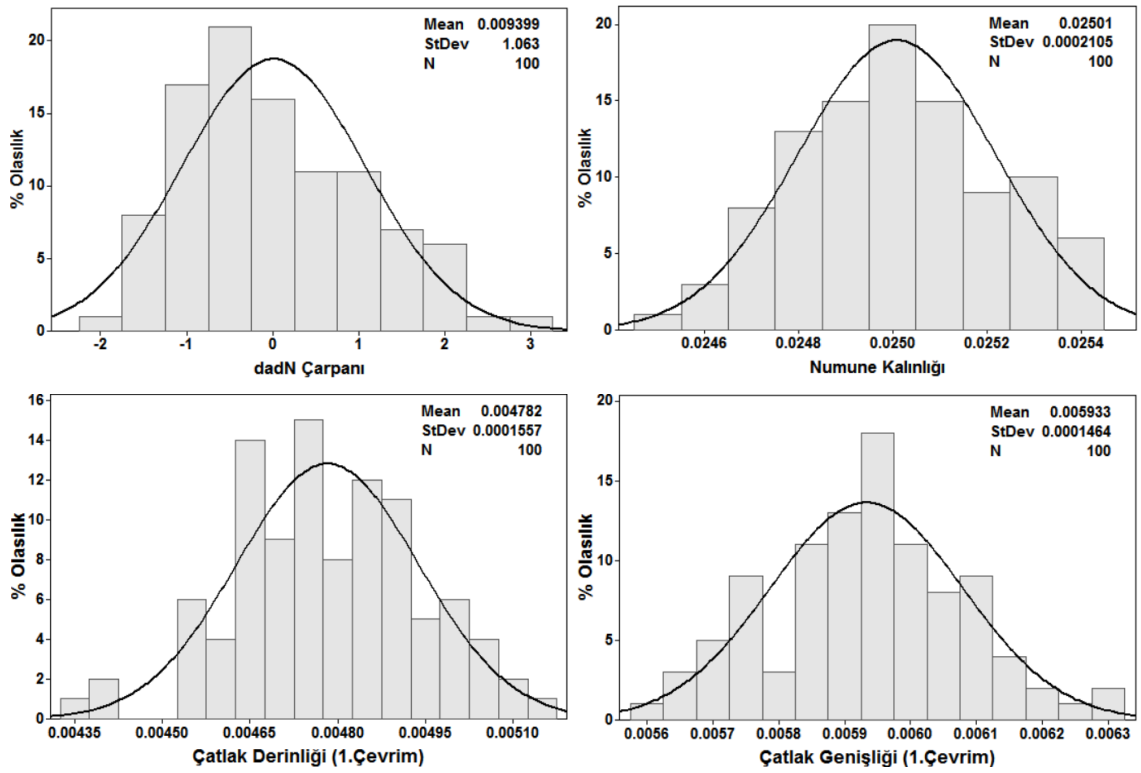 Mean 0.009399
StDev 1.063
N 100
20
15
10
5
0
% Olasılık
-2 -1 0 1 2 3
dadN Çarpanı
Mean 0.02501
StDev 0.0002105
N 100
20
15
10
5
0
% Olasılık
0.0246 0.0248 0.0250 0.0252 0.0254
Numune Kalınlığı
Mean 0.004782
StDev 0.0001557
N 100
16
14
12
10
8
6
4
2
0
% Olasılık
0.00435 0.00450 0.00465 0.00480 0.00495 0.00510
Çatlak Derinliği (1.Çevrim)
Mean 0.005933
StDev 0.0001464
N 100
20
15
10
5
0
% Olasılık
0.0056 0.0057 0.0058 0.0059 0.0060 0.0061 0.0062 0.0063
Çatlak Genişliği (1.Çevrim)